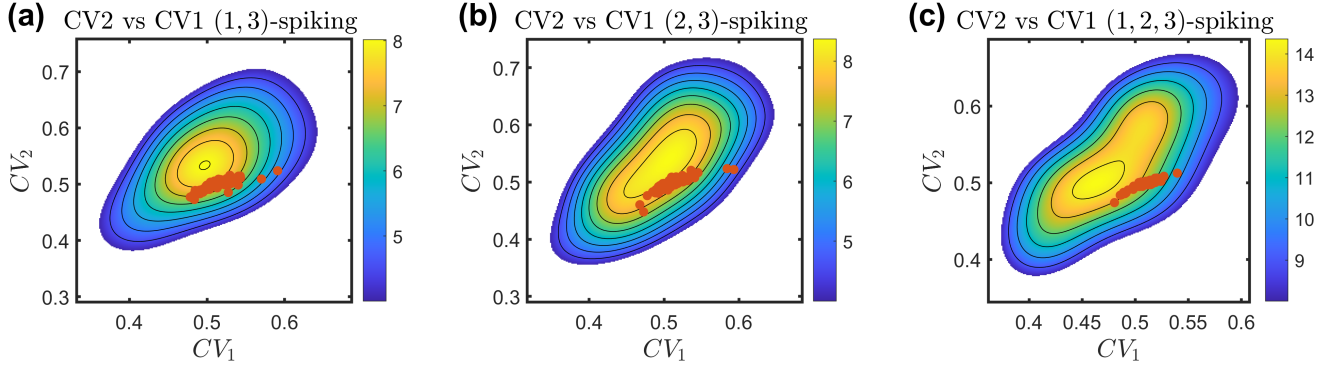 (a)
CV2 vs CV1 (1, 3)-spiking
0.7
0.6
0.5
0.4
0.3
CV₂
0.4 0.5 0.6
CV₁
8
7
6
5
(b)
CV2 vs CV1 (2, 3)-spiking
0.7
0.6
0.5
0.4
0.3
CV₂
0.4 0.5 0.6
CV₁
8
7
6
5
(c)
CV2 vs CV1 (1, 2, 3)-spiking
0.6
0.5
0.4
CV₂
0.4 0.45 0.5 0.55 0.6
CV₁
14
13
12
11
10
9